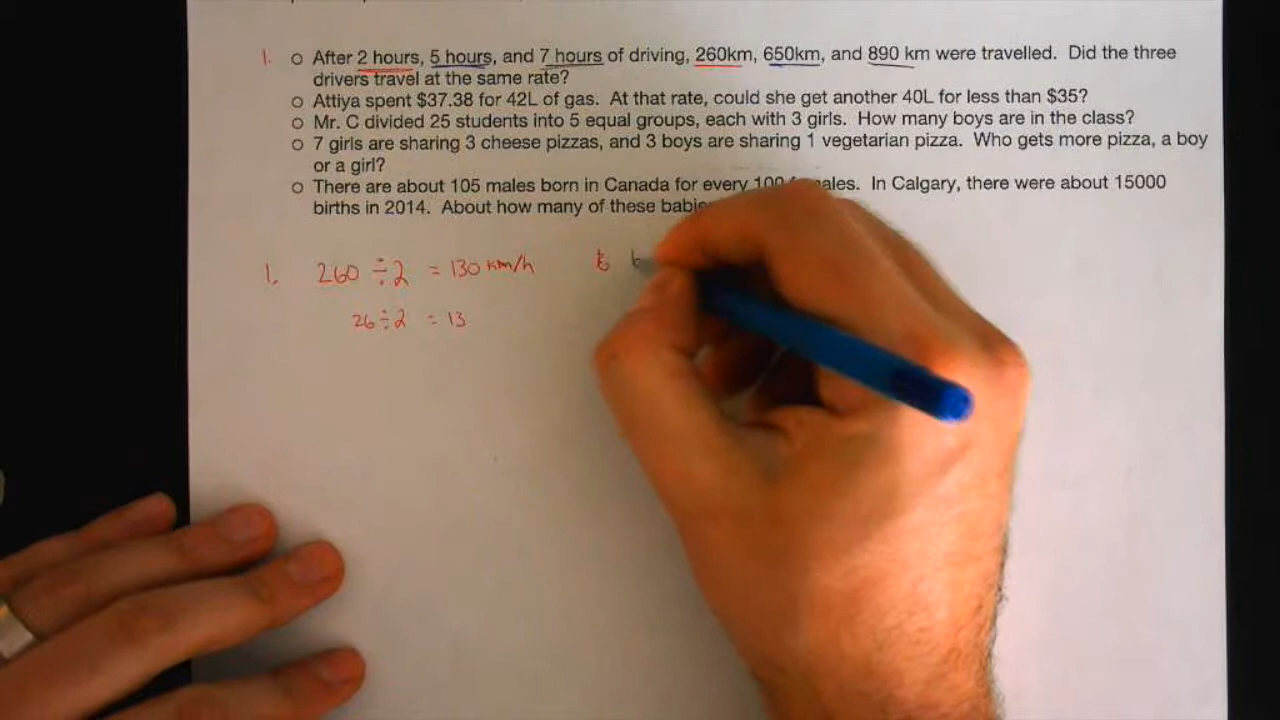 1. o After 2 hours, 5 hours, and 7 hours of driving, 260km, 650km, and 890 km were travelled. Did the three
drivers travel at the same rate?
o Attiya spent $37.38 for 42L of gas. At that rate, could she get another 40L for less than $35?
o Mr. C divided 25 students into 5 equal groups, each with 3 girls. How many boys are in the class?
o 7 girls are sharing 3 cheese pizzas, and 3 boys are sharing 1 vegetarian pizza. Who gets more pizza, a boy
or a girl?
o There are about 105 males born in Canada for every 100 In Calgary, there were about 15000
births in 2014. About how many of these
1. 260 ÷ 2 = 130 km/h
26 ÷ 2 = 13